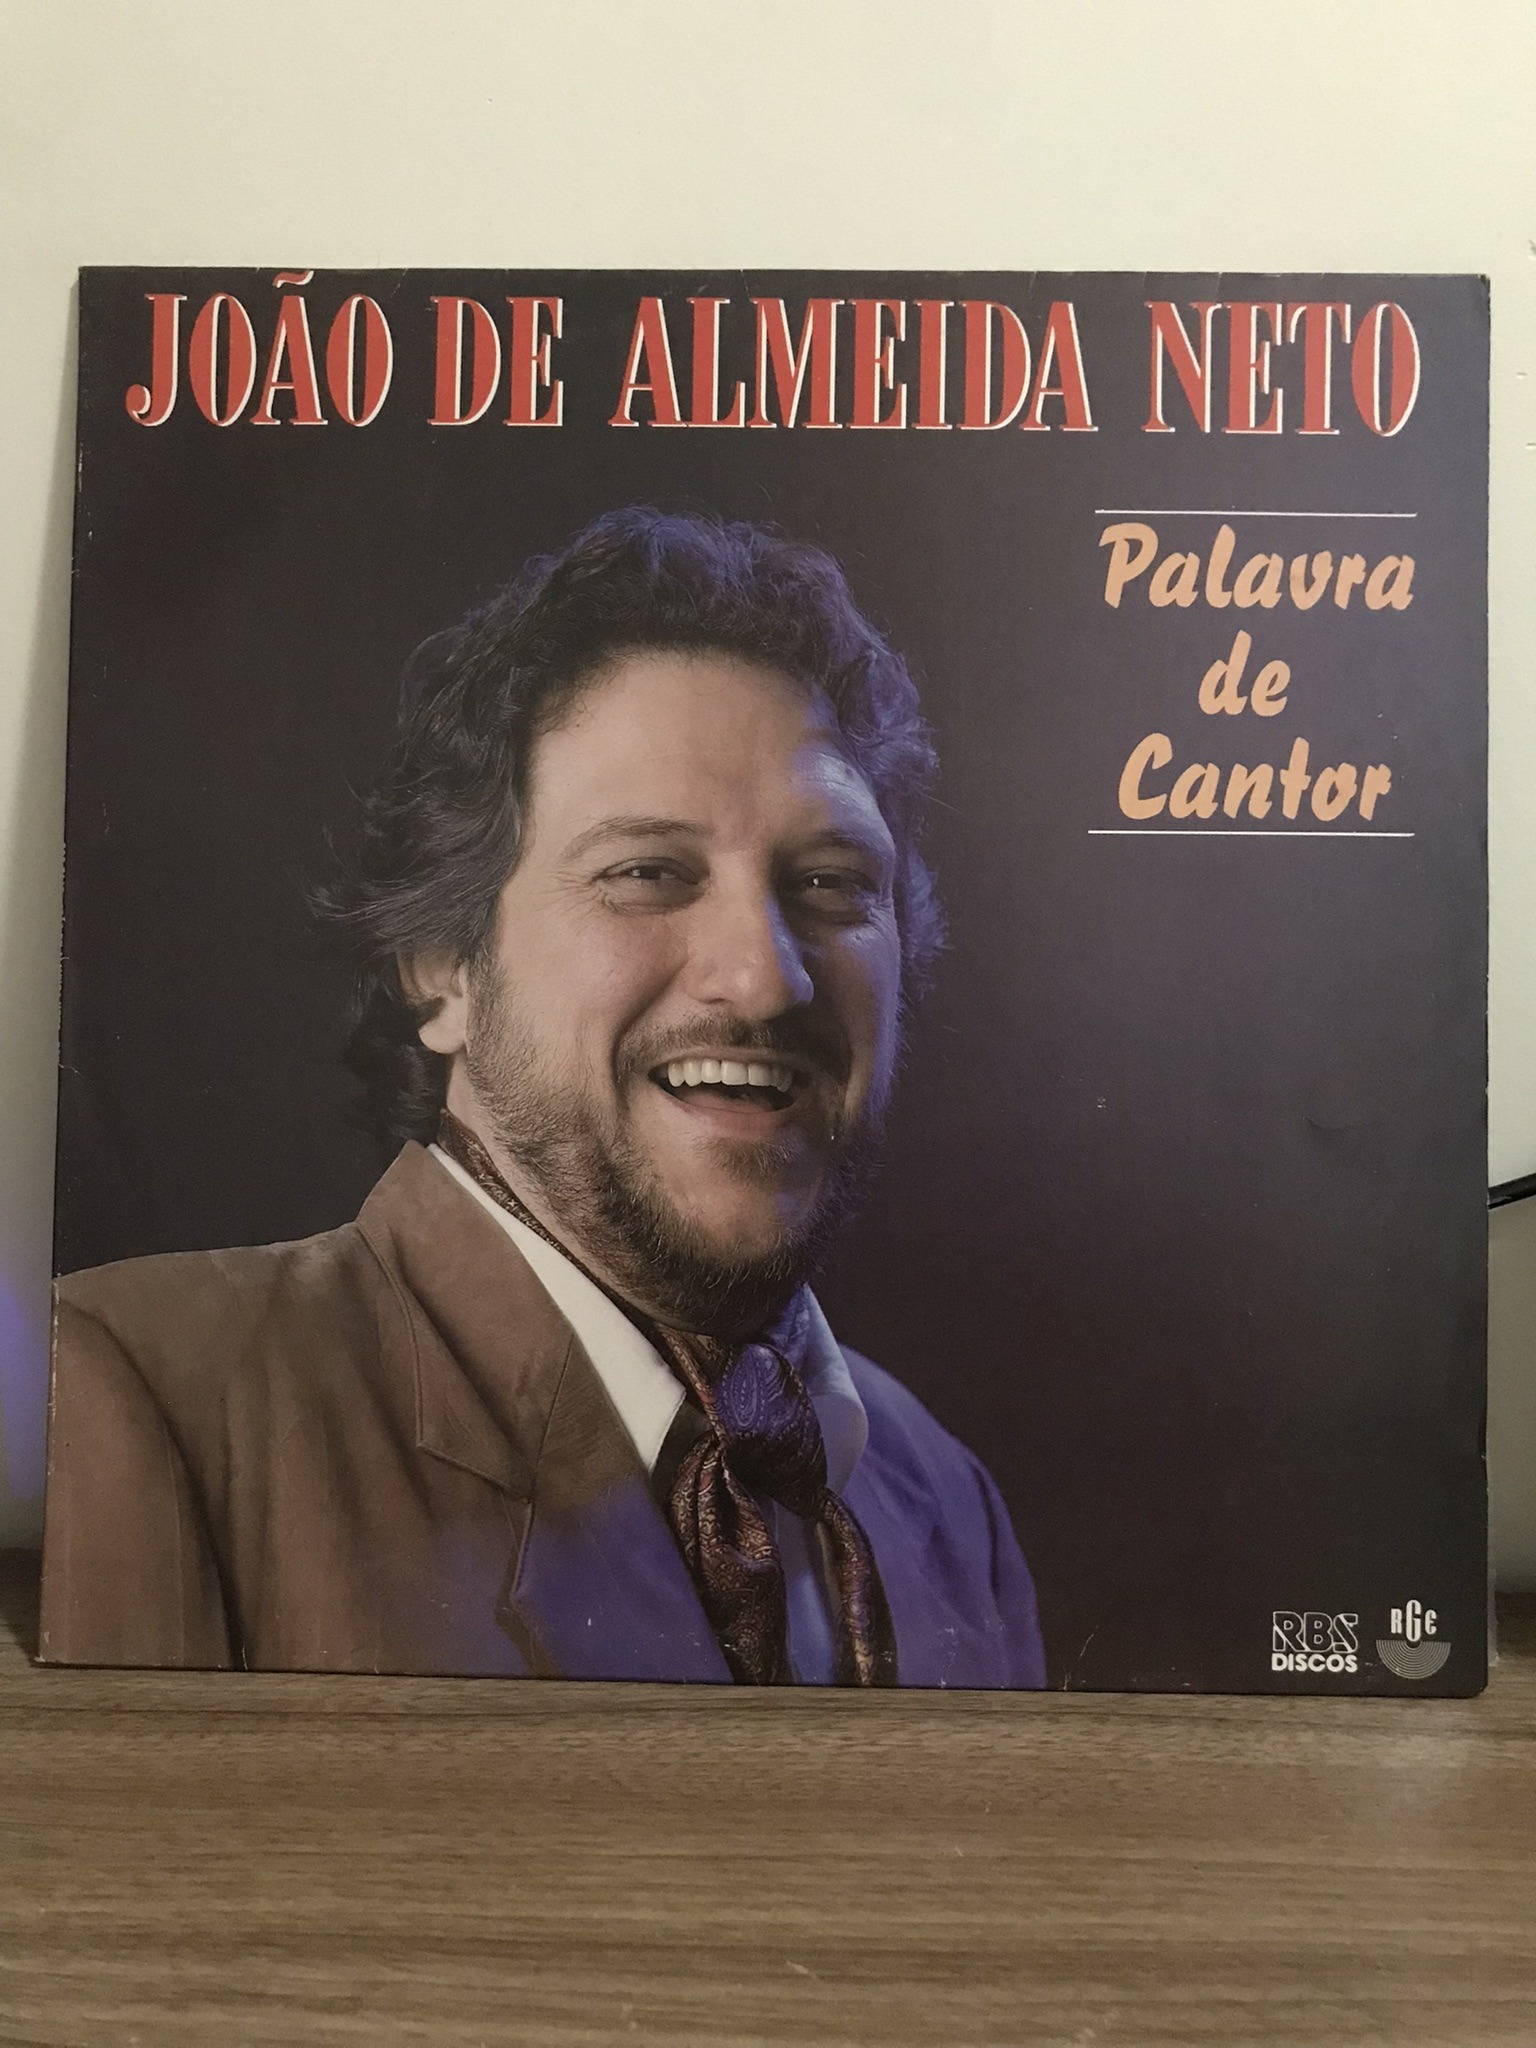 JOÃO DE ALMEIDA NETO
Palavra
de
Cantor
RBS
DISCOS
RGE